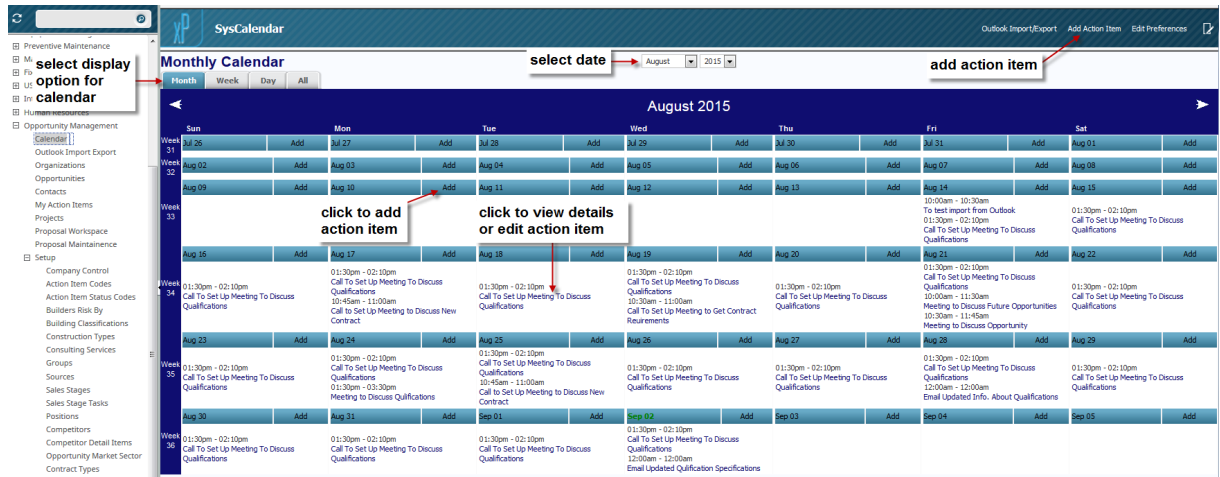 xP
SysCalendar
Outlook Import/Export
Add Action Item
Edit Preferences
Preventive Maintenance
Human Resources
Opportunity Management
Calendar
Outlook Import Export
Organizations
Opportunities
Contacts
My Action Items
Projects
Proposal Workspace
Proposal Maintainence
Setup
Company Control
Action Item Codes
Action Item Status Codes
Builders Risk By
Building Classifications
Construction Types
Consulting Services
Groups
Sources
Sales Stages
Sales Stage Tasks
Positions
Competitors
Competitor Detail Items
Opportunity Market Sector
Contract Types
select display
option for
calendar
Monthly Calendar
select date
August
2015
add action item
Month Week Day All
August 2015
Sun Mon Tue Wed Thu Fri Sat
Week
31
Jul 26 Add Jul 27 Add Jul 28 Add Jul 29 Add Jul 30 Add Jul 31 Add Aug 01 Add
Week
32
Aug 02 Add Aug 03 Add Aug 04 Add Aug 05 Add Aug 06 Add Aug 07 Add Aug 08 Add
Aug 09 Add Aug 10 Add Aug 11 Add Aug 12 Add Aug 13 Add Aug 14 Add Aug 15 Add
Week
33
click to add
action item
click to view details
or edit action item
10:00am - 10:30am
To test import from Outlook
01:30pm - 02:10pm
Call To Set Up Meeting To Discuss
Qualifications
01:30pm - 02:10pm
Call To Set Up Meeting To Discuss
Qualifications
Aug 16 Add Aug 17 Add Aug 18 Add Aug 19 Add Aug 20 Add Aug 21 Add Aug 22 Add
Week
34
01:30pm - 02:10pm
Call To Set Up Meeting To Discuss
Qualifications
01:30pm - 02:10pm
Call To Set Up Meeting To Discuss
Qualifications
10:45am - 11:00am
Call to Set Up Meeting to Discuss New
Contract
01:30pm - 02:10pm
Call To Set Up Meeting To Discuss
Qualifications
01:30pm - 02:10pm
Call To Set Up Meeting To Discuss
Qualifications
10:30am - 11:00am
Call To Set Up Meeting to Get Contract
Reuirements
01:30pm - 02:10pm
Call To Set Up Meeting To Discuss
Qualifications
01:30pm - 02:10pm
Call To Set Up Meeting To Discuss
Qualifications
10:00am - 11:30am
Meeting to Discuss Future Opportunities
10:30am - 11:45am
Meeting to Discuss Opportunity
01:30pm - 02:10pm
Call To Set Up Meeting To Discuss
Qualifications
Aug 23 Add Aug 24 Add Aug 25 Add Aug 26 Add Aug 27 Add Aug 28 Add Aug 29 Add
Week
35
01:30pm - 02:10pm
Call To Set Up Meeting To Discuss
Qualifications
01:30pm - 02:10pm
Call To Set Up Meeting To Discuss
Qualifications
01:30pm - 03:30pm
Meeting to Discuss Qulifications
01:30pm - 02:10pm
Call To Set Up Meeting To Discuss
Qualifications
10:45am - 11:00am
Call to Set Up Meeting to Discuss New
Contract
01:30pm - 02:10pm
Call To Set Up Meeting To Discuss
Qualifications
01:30pm - 02:10pm
Call To Set Up Meeting To Discuss
Qualifications
01:30pm - 02:10pm
Call To Set Up Meeting To Discuss
Qualifications
12:00am - 12:00am
Email Updated Info. About Qualifications
01:30pm - 02:10pm
Call To Set Up Meeting To Discuss
Qualifications
Aug 30 Add Aug 31 Add Sep 01 Add Sep 02 Add Sep 03 Add Sep 04 Add Sep 05 Add
Week
36
01:30pm - 02:10pm
Call To Set Up Meeting To Discuss
Qualifications
01:30pm - 02:10pm
Call To Set Up Meeting To Discuss
Qualifications
01:30pm - 02:10pm
Call To Set Up Meeting To Discuss
Qualifications
01:30pm - 02:10pm
Call To Set Up Meeting To Discuss
Qualifications
12:00am - 12:00am
Email Updated Qulification Specifications